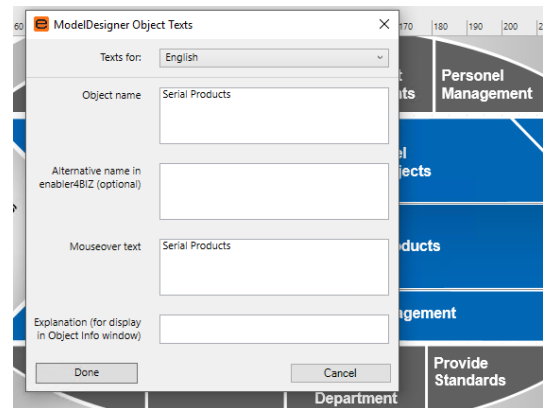 60
ModelDesigner Object Texts
170 180 190 200
Texts for:
English
Object name
Serial Products
Alternative name in
enabler4BIZ (optional)
Mouseover text
Serial Products
Explanation (for display
in Object Info window)
Done
Cancel
Personel
Management
Provide
Standards
Department